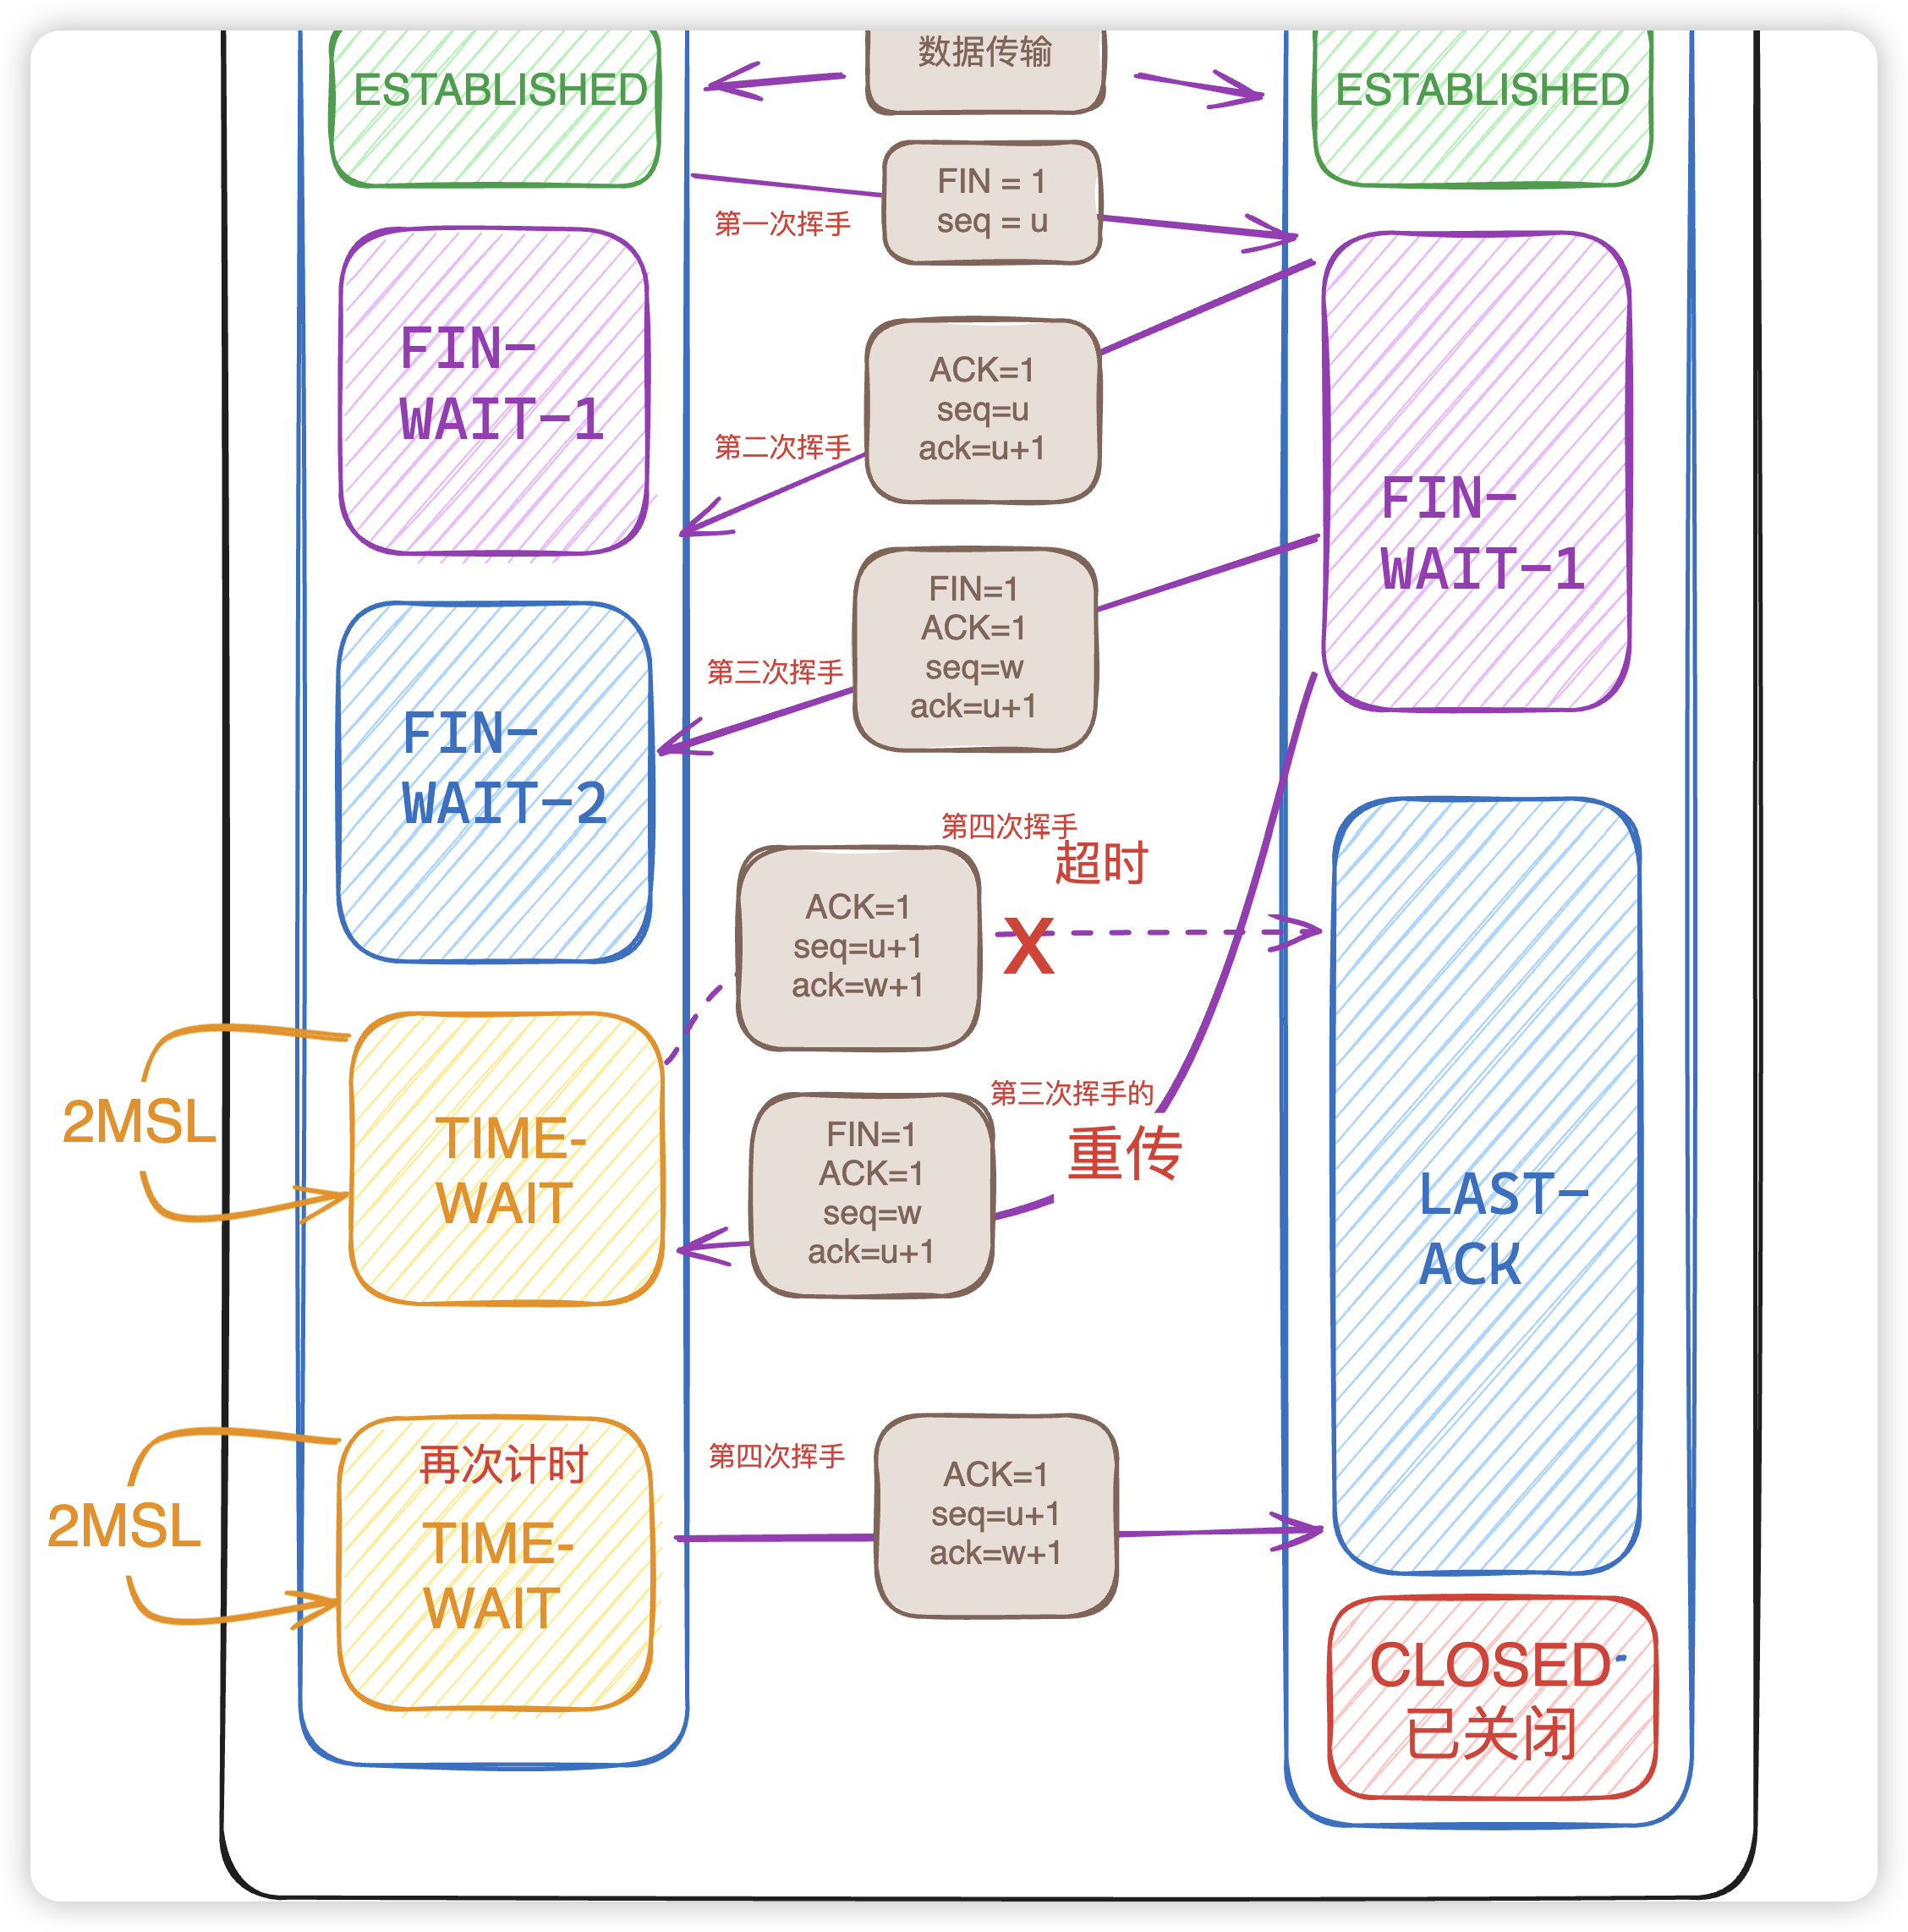 数据传输
ESTABLISHED
ESTABLISHED
FIN = 1
seq = u
第一次挥手
FIN-
WAIT-1
ACK=1
seq=u
ack=u+1
第二次挥手
FIN-
WAIT-1
FIN=1
ACK=1
seq=w
ack=u+1
第三次挥手
FIN-
WAIT-2
第四次挥手
超时
ACK=1
seq=u+1
ack=w+1
X
2MSL
TIME-
WAIT
第三次挥手的
重传
FIN=1
ACK=1
seq=w
ack=u+1
LAST-
ACK
2MSL
再次计时
TIME-
WAIT
第四次挥手
ACK=1
seq=u+1
ack=w+1
CLOSED
已关闭